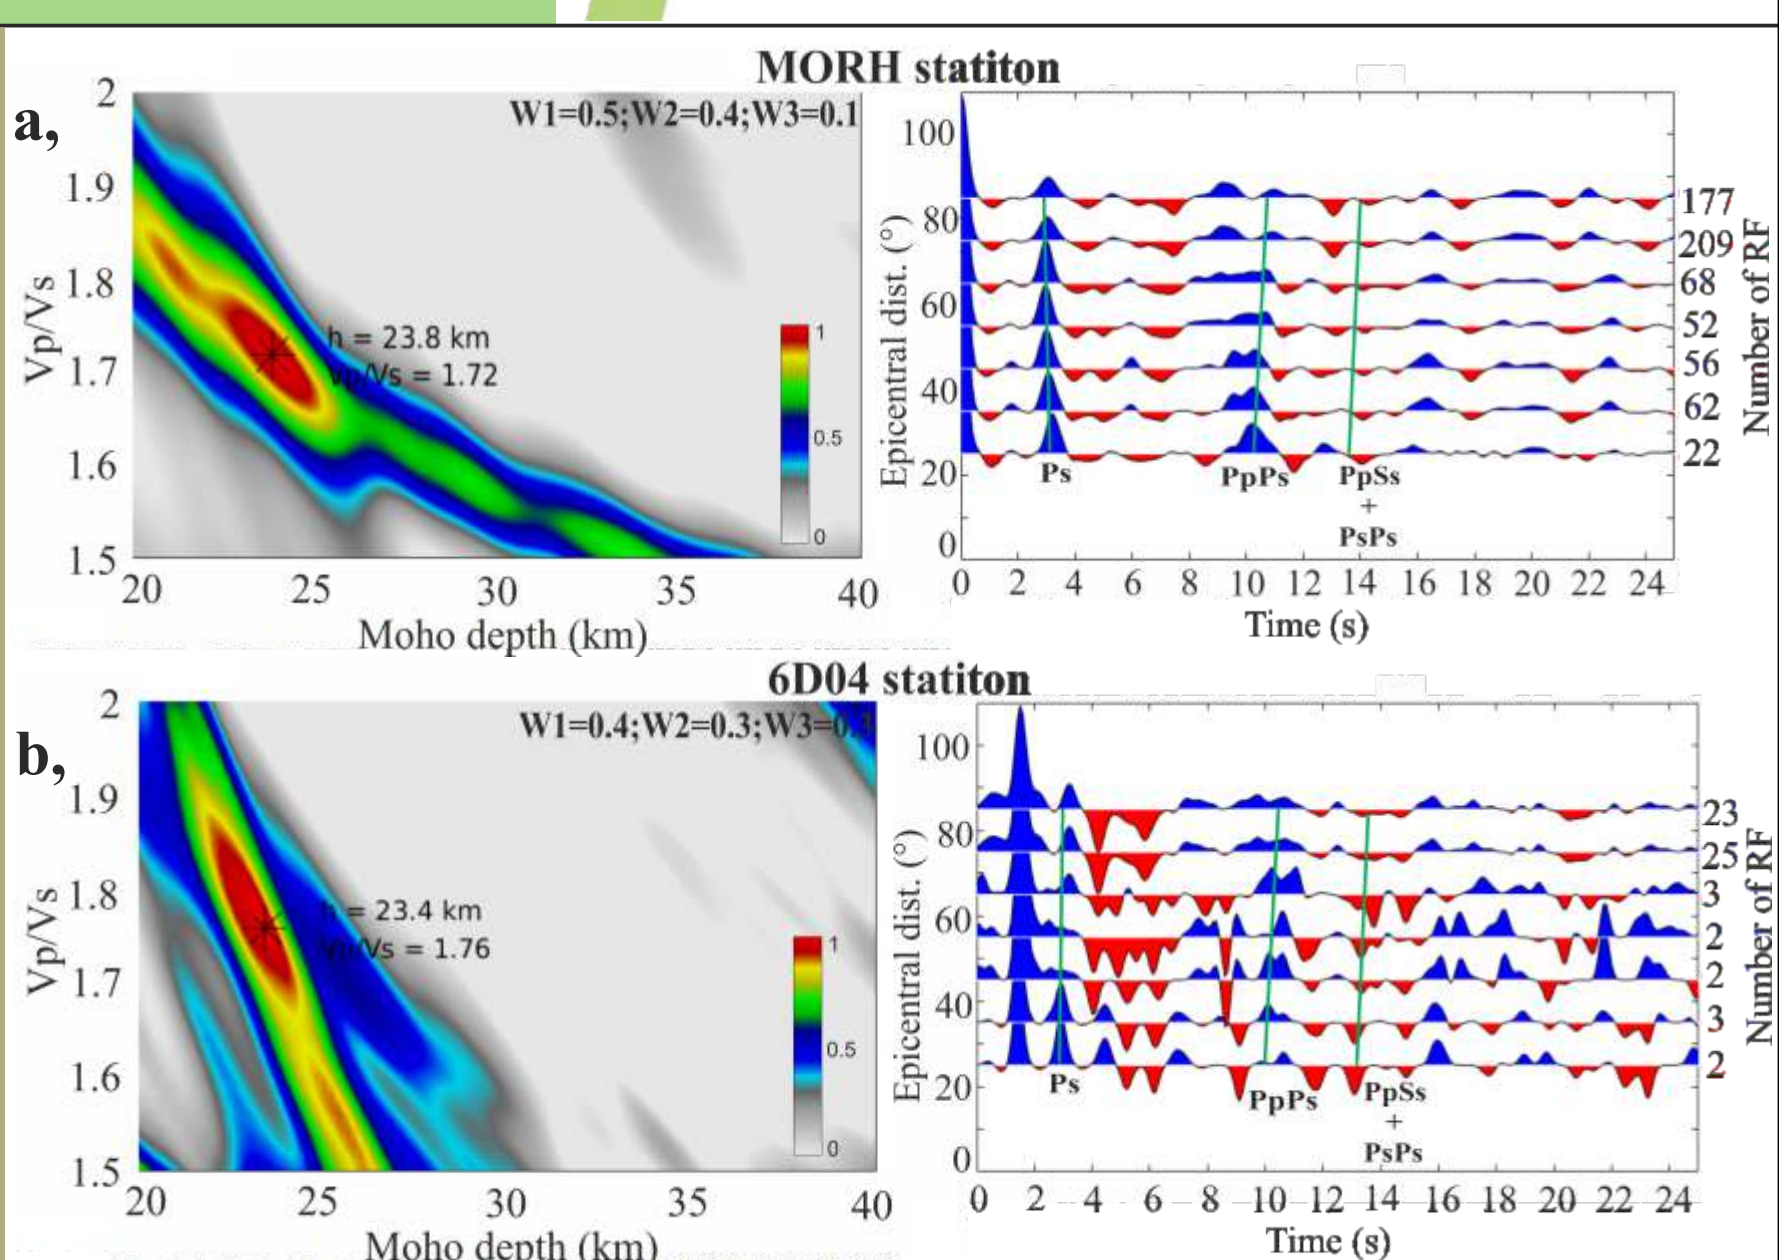 MORH statiton
a,
W1=0.5;W2=0.4;W3=0.1
2
1.9
1.8
1.7
1.6
1.5
Vp/Vs
h = 23.8 km
Vp/Vs = 1.72
1
0.5
0
20 25 30 35 40
Moho depth (km)
Epicentral dist. (°)
100
80
60
40
20
0
177
209
68
52
56
62
22
Number of RF
Ps PpPs PpSs
+
PsPs
0 2 4 6 8 10 12 14 16 18 20 22 24
Time (s)
6D04 statiton
b,
W1=0.4;W2=0.3;W3=0.3
2
1.9
1.8
1.7
1.6
1.5
Vp/Vs
h = 23.4 km
Vp/Vs = 1.76
1
0.5
0
20 25 30 35 40
Moho depth (km)
Epicentral dist. (°)
100
80
60
40
20
0
23
25
3
2
2
3
2
Number of RF
Ps PpPs PpSs
+
PsPs
0 2 4 6 8 10 12 14 16 18 20 22 24
Time (s)